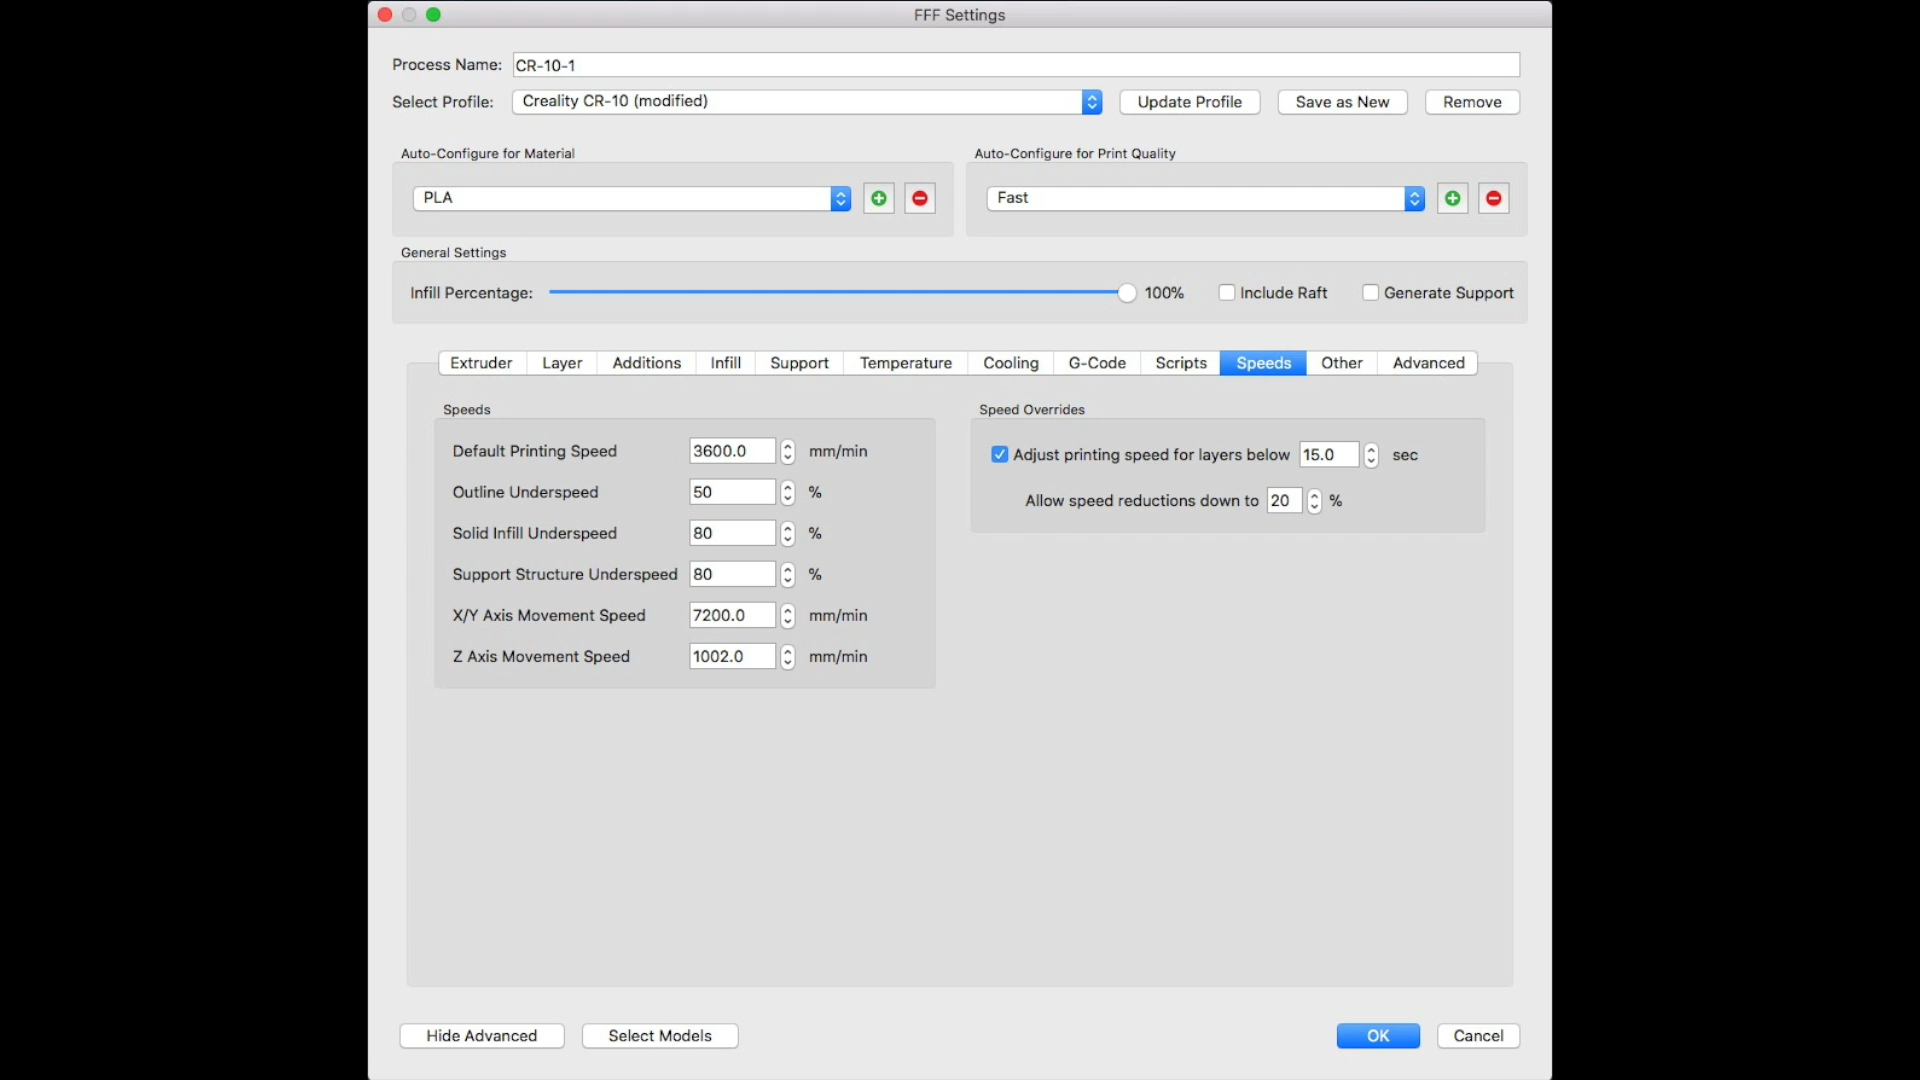 FFF Settings
Process Name: CR-10-1
Select Profile: Creality CR-10 (modified) Update Profile Save as New Remove
Auto-Configure for Material Auto-Configure for Print Quality
PLA Fast
General Settings
Infill Percentage: 100% Include Raft Generate Support
Extruder Layer Additions Infill Support Temperature Cooling G-Code Scripts Speeds Other Advanced
Speeds
Default Printing Speed 3600.0 mm/min
Outline Underspeed 50 %
Solid Infill Underspeed 80 %
Support Structure Underspeed 80 %
X/Y Axis Movement Speed 7200.0 mm/min
Z Axis Movement Speed 1002.0 mm/min
Speed Overrides
Adjust printing speed for layers below 15.0 sec
Allow speed reductions down to 20 %
Hide Advanced Select Models OK Cancel